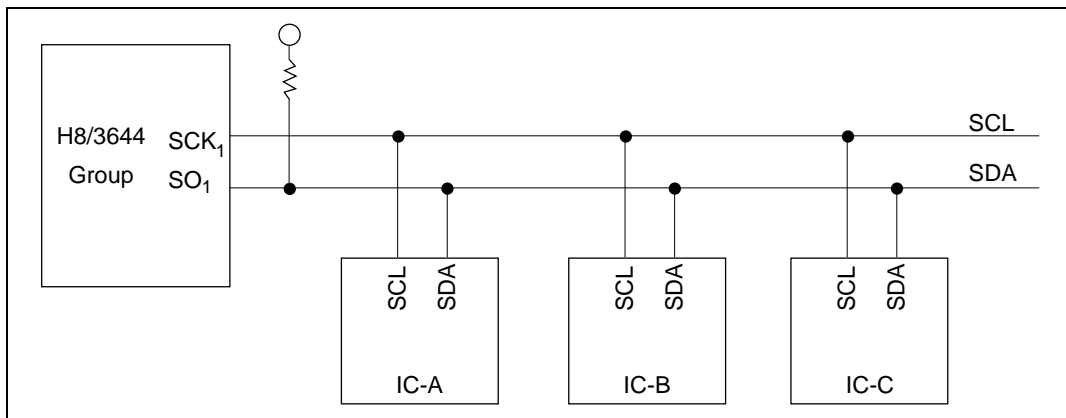 H8/3644
Group
SCK₁
SO₁
SCL
SDA
SCL
SDA
IC-A
SCL
SDA
IC-B
SCL
SDA
IC-C